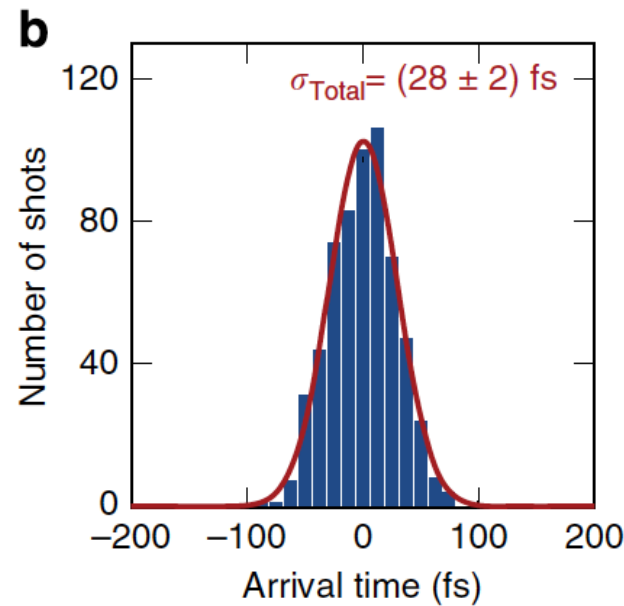 b
σTotal= (28 ± 2) fs
120
80
40
0
Number of shots
−200 −100 0 100 200
Arrival time (fs)